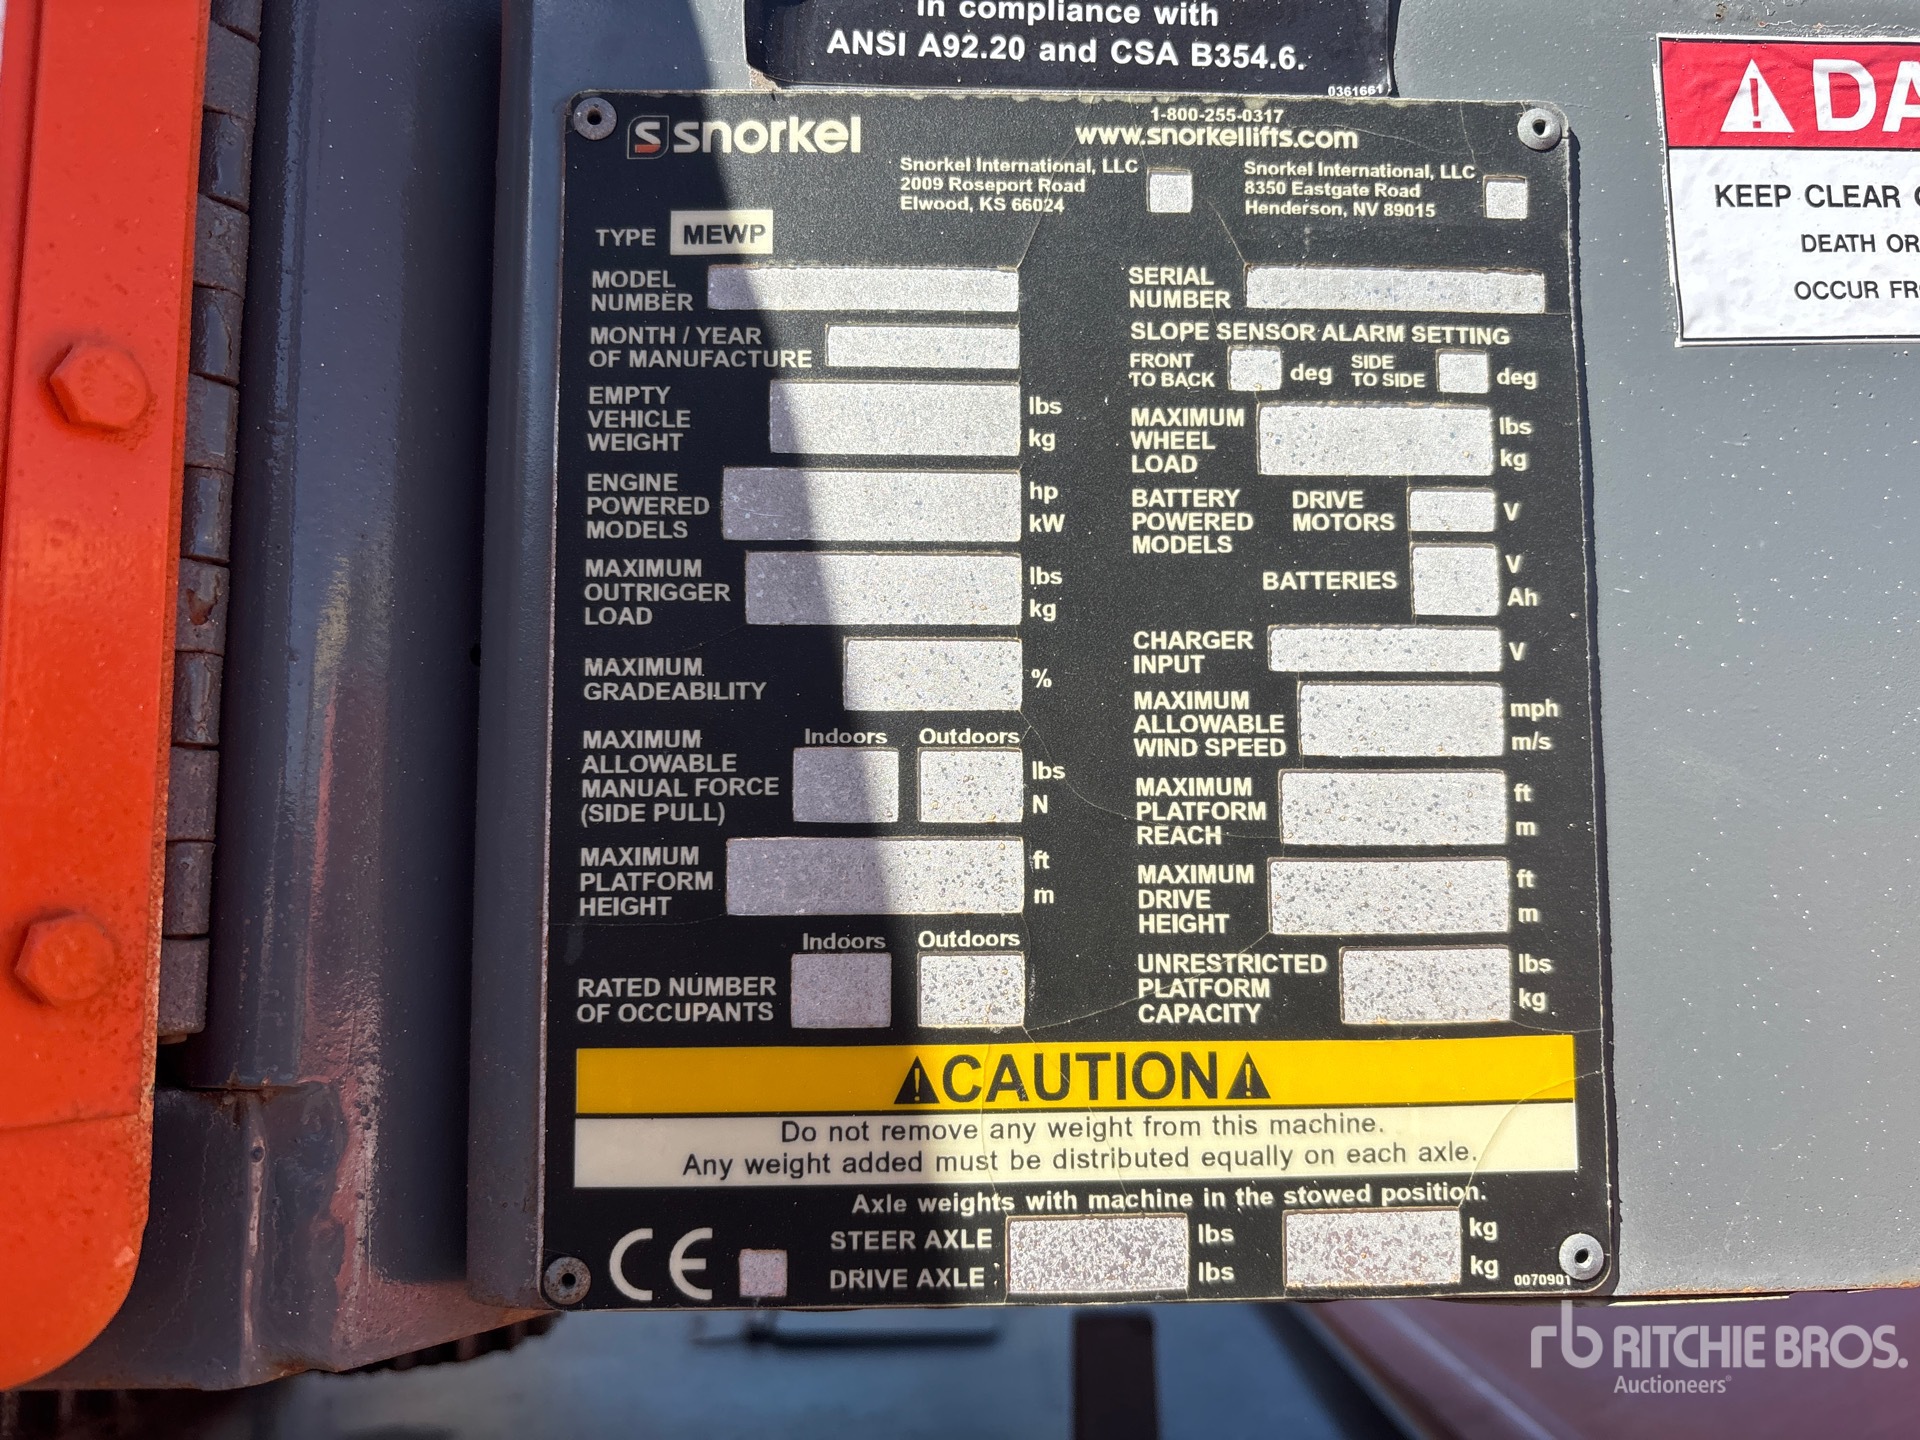 in compliance with
ANSI A92.20 and CSA B354.6.
0361661
DA
KEEP CLEAR
DEATH OR
OCCUR
S snorkel
1-800-255-0317
www.snorkellifts.com
Snorkel International, LLC
2009 Roseport Road
Elwood, KS 66024
Snorkel International, LLC
8350 Eastgate Road
Henderson, NV 89015
TYPE MEWP
MODEL
NUMBER
SERIAL
NUMBER
MONTH / YEAR
OF MANUFACTURE
SLOPE SENSOR ALARM SETTING
FRONT
TO BACK
deg
SIDE
TO SIDE
deg
EMPTY
VEHICLE
WEIGHT
lbs
kg
MAXIMUM
WHEEL
LOAD
lbs
kg
ENGINE
POWERED
MODELS
hp
kW
BATTERY
POWERED
MODELS
DRIVE
MOTORS
V
BATTERIES
V
Ah
MAXIMUM
OUTRIGGER
LOAD
lbs
kg
CHARGER
INPUT
V
MAXIMUM
GRADEABILITY
%
MAXIMUM
ALLOWABLE
WIND SPEED
mph
m/s
MAXIMUM
ALLOWABLE
MANUAL FORCE
(SIDE PULL)
Indoors Outdoors
lbs
N
MAXIMUM
PLATFORM
REACH
ft
m
MAXIMUM
PLATFORM
HEIGHT
ft
m
MAXIMUM
DRIVE
HEIGHT
ft
m
Indoors Outdoors
RATED NUMBER
OF OCCUPANTS
UNRESTRICTED
PLATFORM
CAPACITY
lbs
kg
CAUTION
Do not remove any weight from this machine.
Any weight added must be distributed equally on each axle.
Axle weights with machine in the stowed position.
CE
STEER AXLE lbs kg
DRIVE AXLE lbs kg
0070901
rb RITCHIE BROS.
Auctioneers